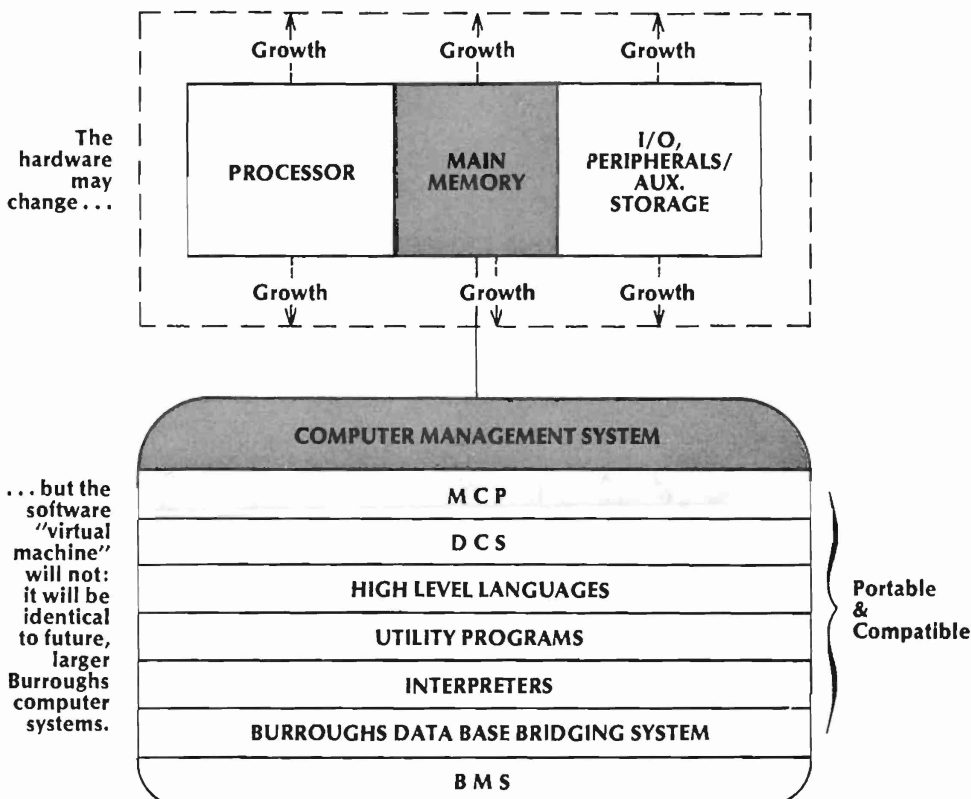 Growth Growth Growth
The
hardware
may
change . . .
PROCESSOR
MAIN
MEMORY
I/O,
PERIPHERALS/
AUX.
STORAGE
Growth Growth Growth
COMPUTER MANAGEMENT SYSTEM
. . . but the
software
"virtual
machine"
will not:
it will be
identical
to future,
larger
Burroughs
computer
systems.
M C P
D C S
HIGH LEVEL LANGUAGES
UTILITY PROGRAMS
INTERPRETERS
BURROUGHS DATA BASE BRIDGING SYSTEM
B M S
Portable
&
Compatible